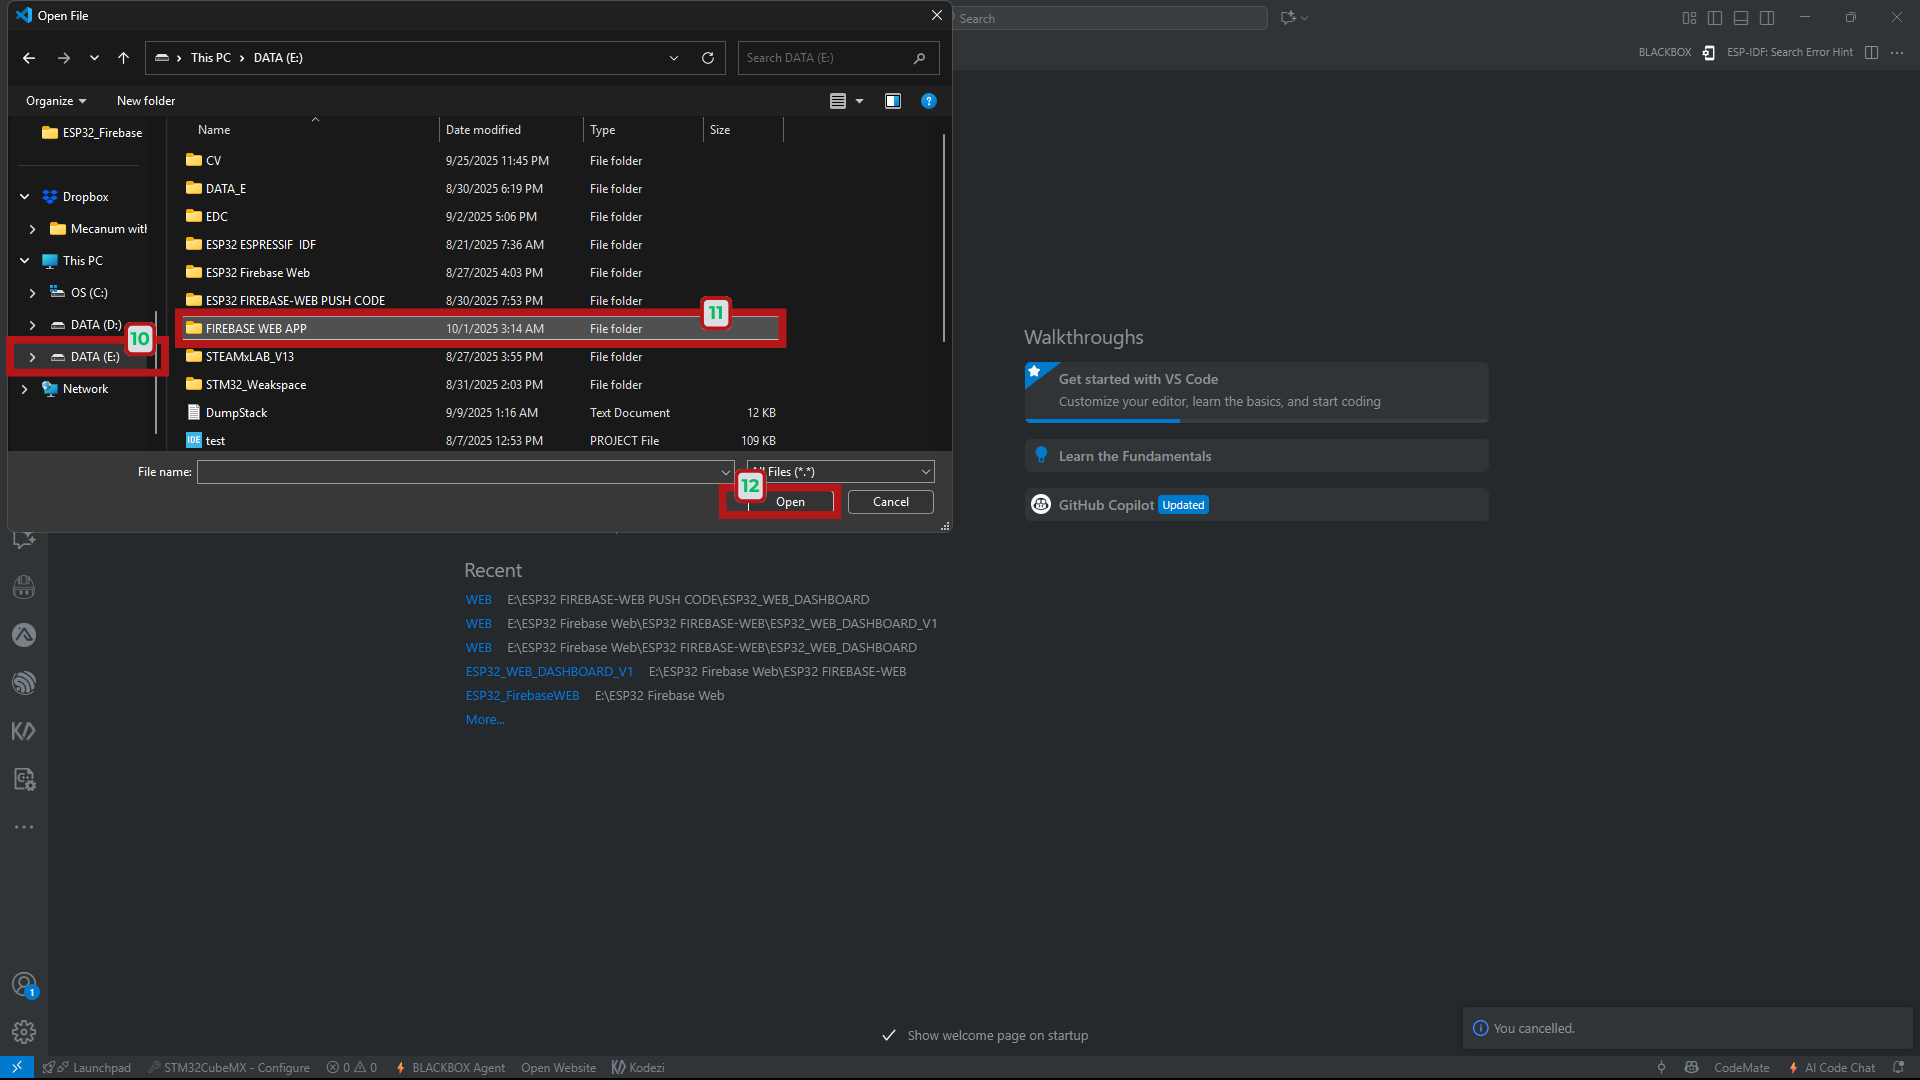 Open File
Search
This PC > DATA (E:)
Search DATA (E:)
BLACKBOX
ESP-IDF: Search Error Hint
Organize
New folder
ESP32_Firebase
Name
Date modified
Type
Size
CV
9/25/2025 11:45 PM
File folder
DATA_E
8/30/2025 6:19 PM
File folder
Dropbox
EDC
9/2/2025 5:06 PM
File folder
Mecanum with
ESP32 ESPRESSIF IDF
8/21/2025 7:36 AM
File folder
This PC
ESP32 Firebase Web
8/27/2025 4:03 PM
File folder
OS (C:)
ESP32 FIREBASE-WEB PUSH CODE
8/30/2025 7:53 PM
File folder
11
DATA (D:)
FIREBASE WEB APP
10/1/2025 3:14 AM
File folder
10
DATA (E:)
STEAMxLAB_V13
8/27/2025 3:55 PM
File folder
Network
STM32_Weakspace
8/31/2025 2:03 PM
File folder
DumpStack
9/9/2025 1:16 AM
Text Document
12 KB
IDE
test
8/7/2025 12:53 PM
PROJECT File
109 KB
File name:
Files (*.*)
12
Open
Cancel
Walkthroughs
Get started with VS Code
Customize your editor, learn the basics, and start coding
Learn the Fundamentals
GitHub Copilot Updated
Recent
WEB E:\ESP32 FIREBASE-WEB PUSH CODE\ESP32_WEB_DASHBOARD
WEB E:\ESP32 Firebase Web\ESP32 FIREBASE-WEB\ESP32_WEB_DASHBOARD_V1
WEB E:\ESP32 Firebase Web\ESP32 FIREBASE-WEB\ESP32_WEB_DASHBOARD
ESP32_WEB_DASHBOARD_V1 E:\ESP32 Firebase Web\ESP32 FIREBASE-WEB
ESP32_FirebaseWEB E:\ESP32 Firebase Web
More...
1
Show welcome page on startup
You cancelled.
Launchpad
STM32CubeMX - Configure
0
0
BLACKBOX Agent
Open Website
Kodezi
CodeMate
AI Code Chat